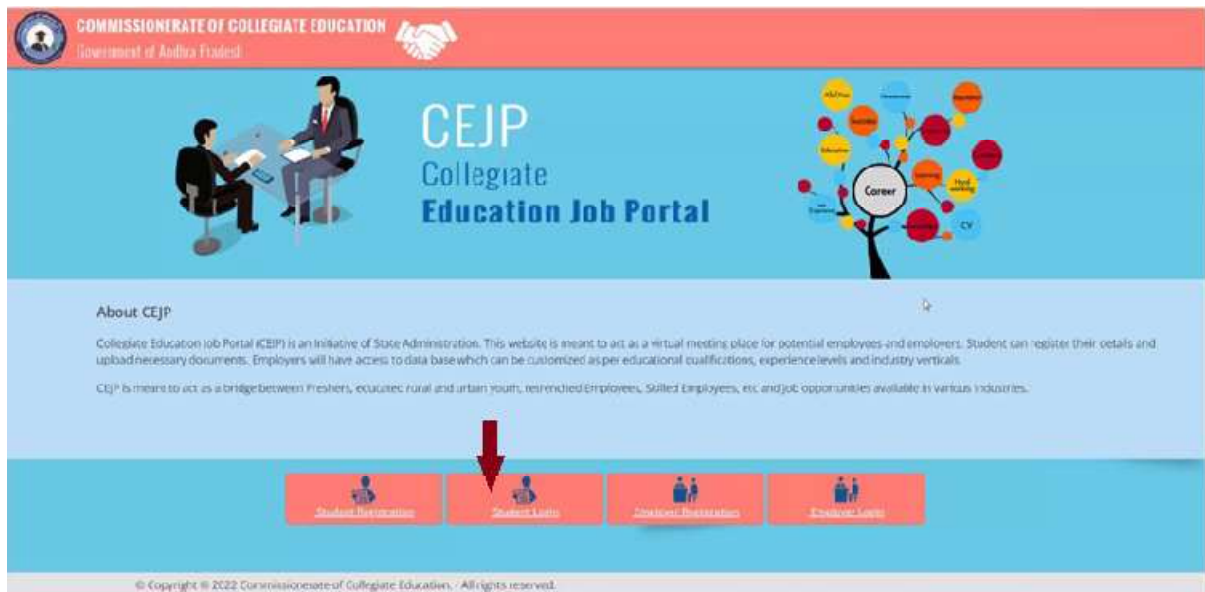 COMMISSIONERATE OF COLLEGIATE EDUCATION
Government of Andhra Pradesh
CEJP
Collegiate
Education Job Portal
Education
Career
Hard working
CV
About CEJP
Collegiate Education Job Portal (CEJP) is an Initiative of State Administration. This website is meant to act as a virtual meeting place for potential employees and employers. Student can register their details and
upload necessary documents. Employers will have access to data base which can be customized as per educational qualifications, experience levels and industry verticals.
CEJP is meant to act as a bridge between Freshers, educated rural and urban youth, retrenched Employees, Skilled Employees, etc and job opportunities available in various industries.
Student Registration
Student Login
Employer Registration
Employer Login
© Copyright © 2022 Commissionerate of Collegiate Education. All rights reserved.